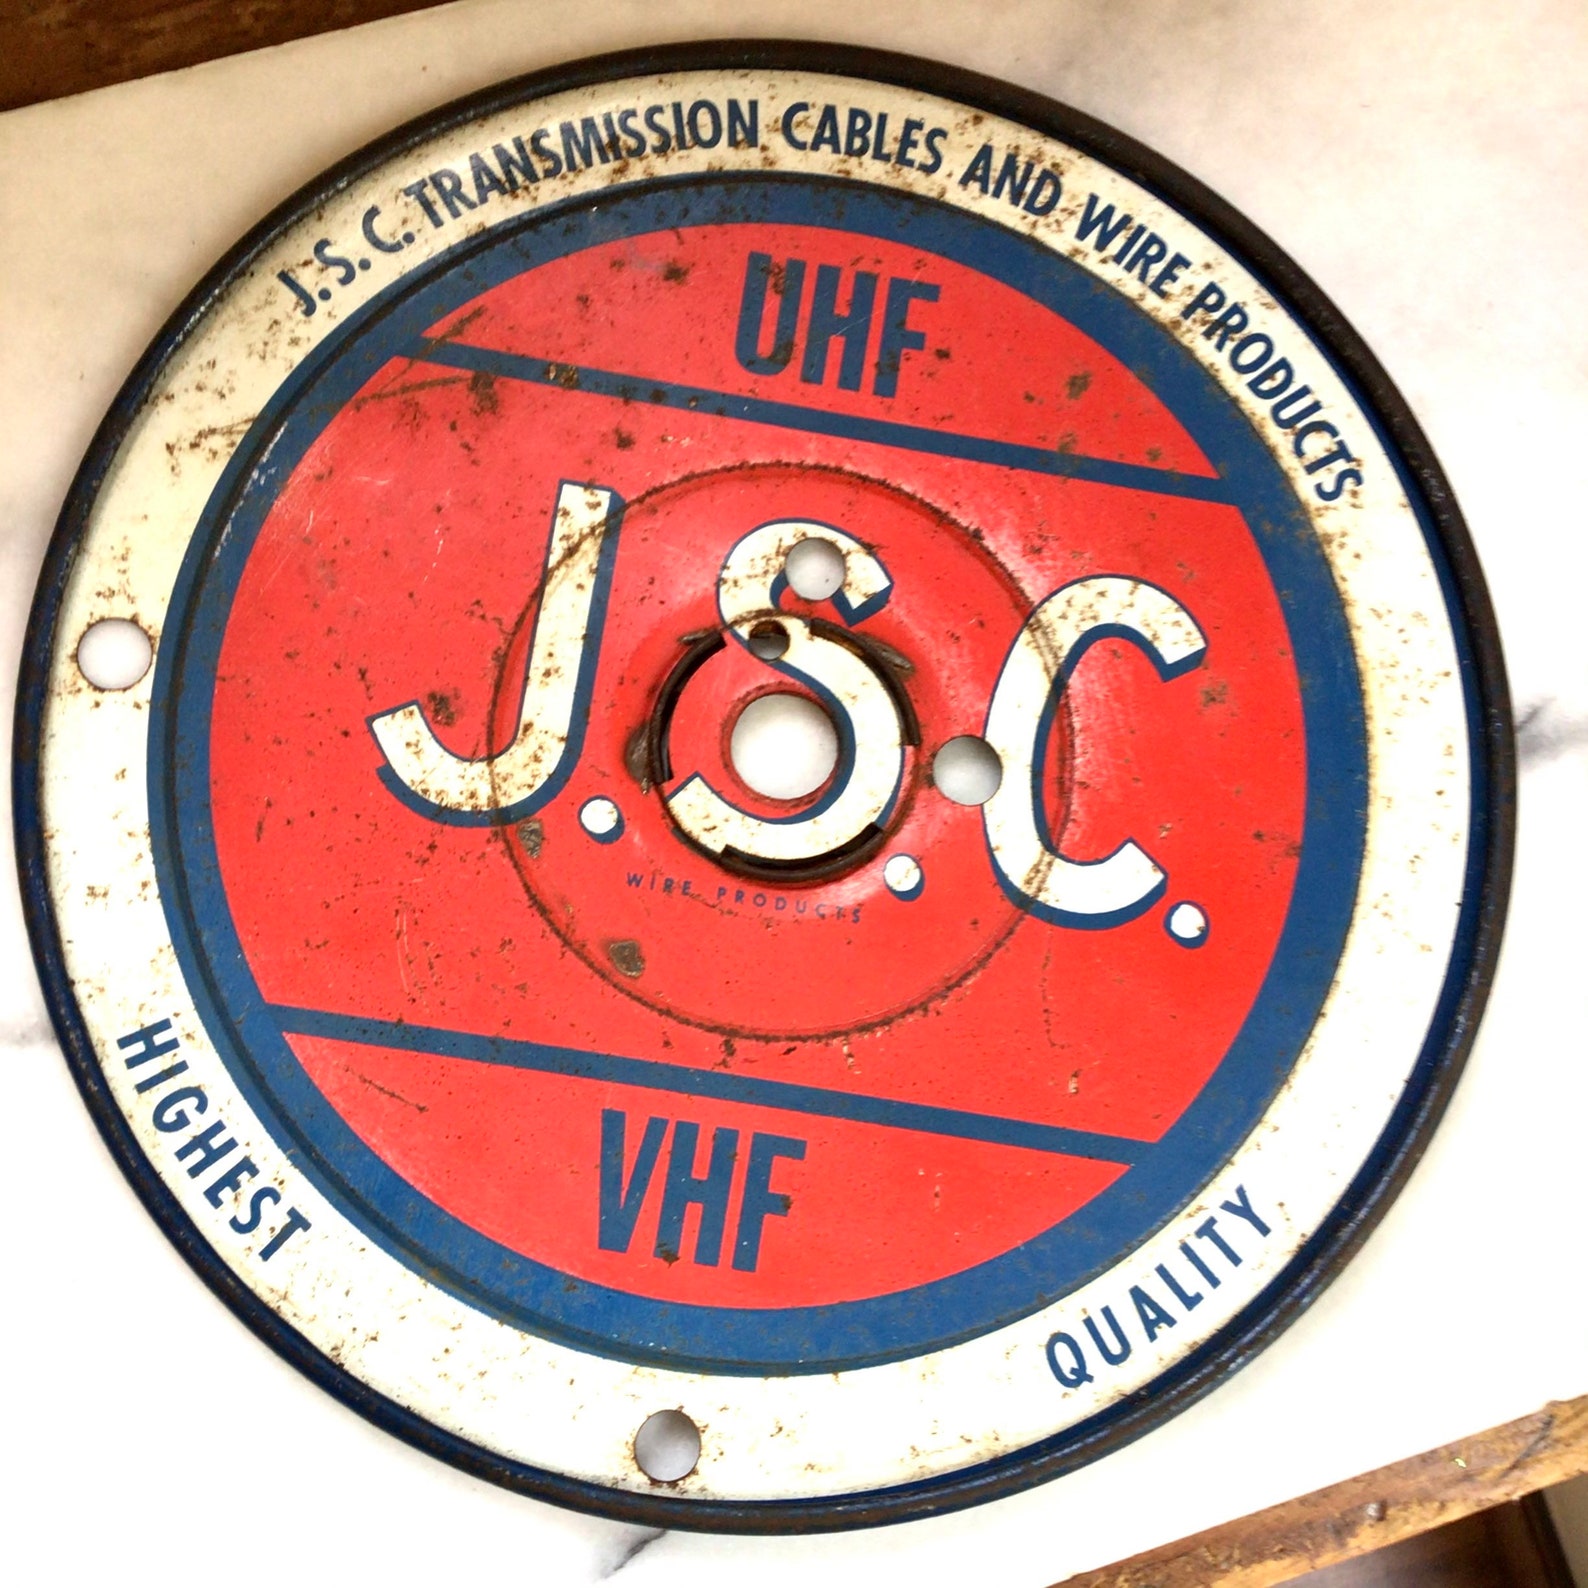 J.S.C. TRANSMISSION CABLES AND WIRE PRODUCTS
UHF
J.S.C.
WIRE PRODUCTS
VHF
HIGHEST QUALITY